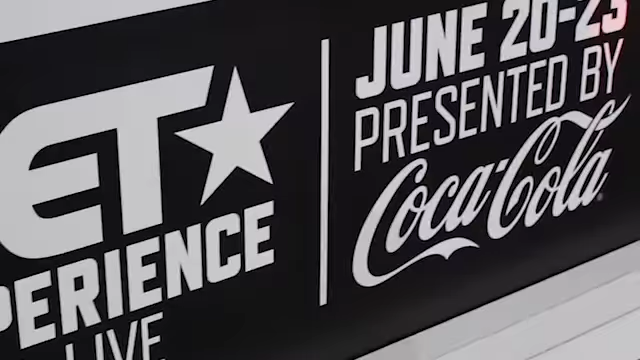 ET
PERIENCE
LIVE
JUNE 20-23
PRESENTED BY
Coca-Cola